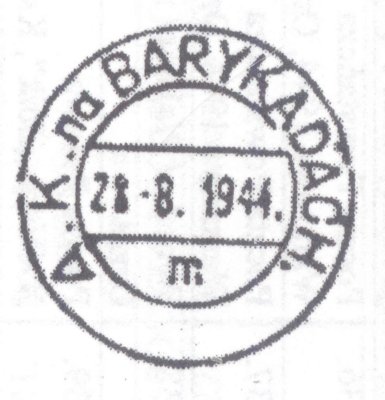 A. K. na BARYKADACH.
28 - 8. 1944.
m